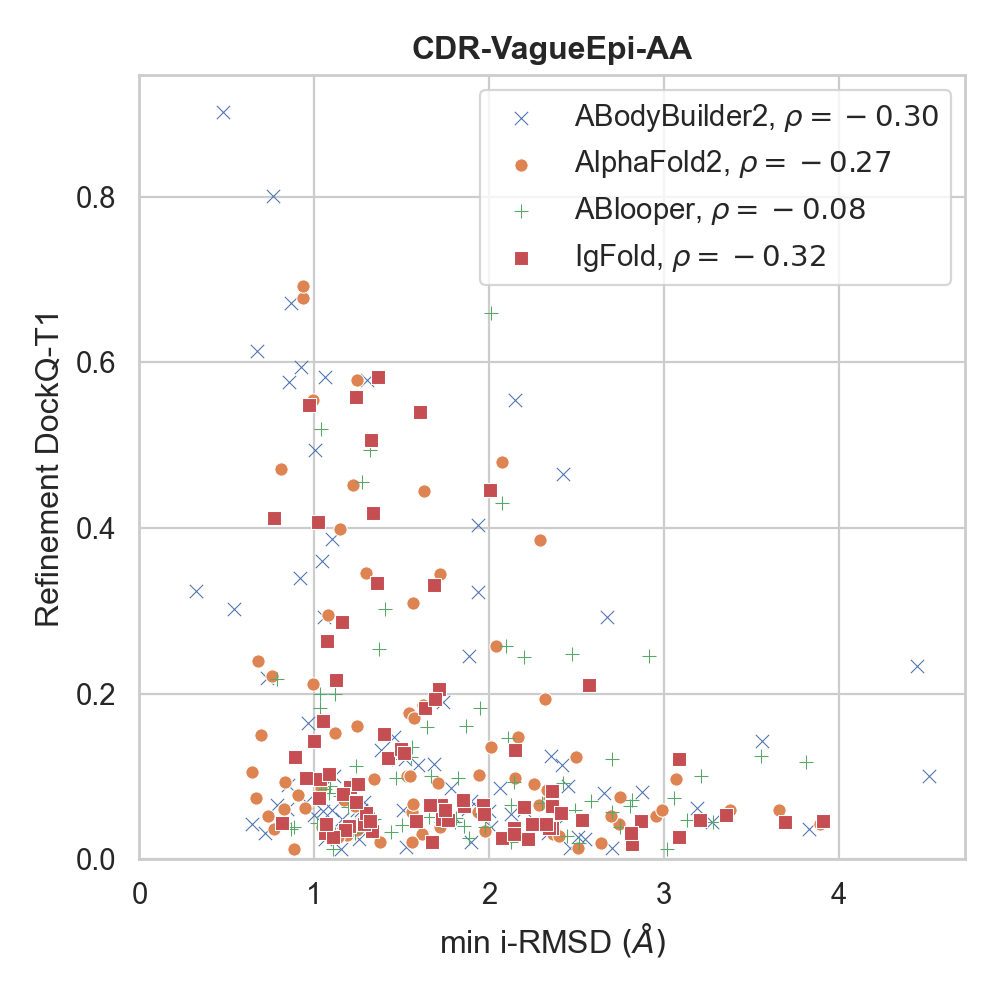 CDR-VagueEpi-AA
ABodyBuilder2, ρ = −0.30
AlphaFold2, ρ = −0.27
ABlooper, ρ = −0.08
IgFold, ρ = −0.32
Refinement DockQ-T1
0.8
0.6
0.4
0.2
0.0
0 1 2 3 4
min i-RMSD (Å)